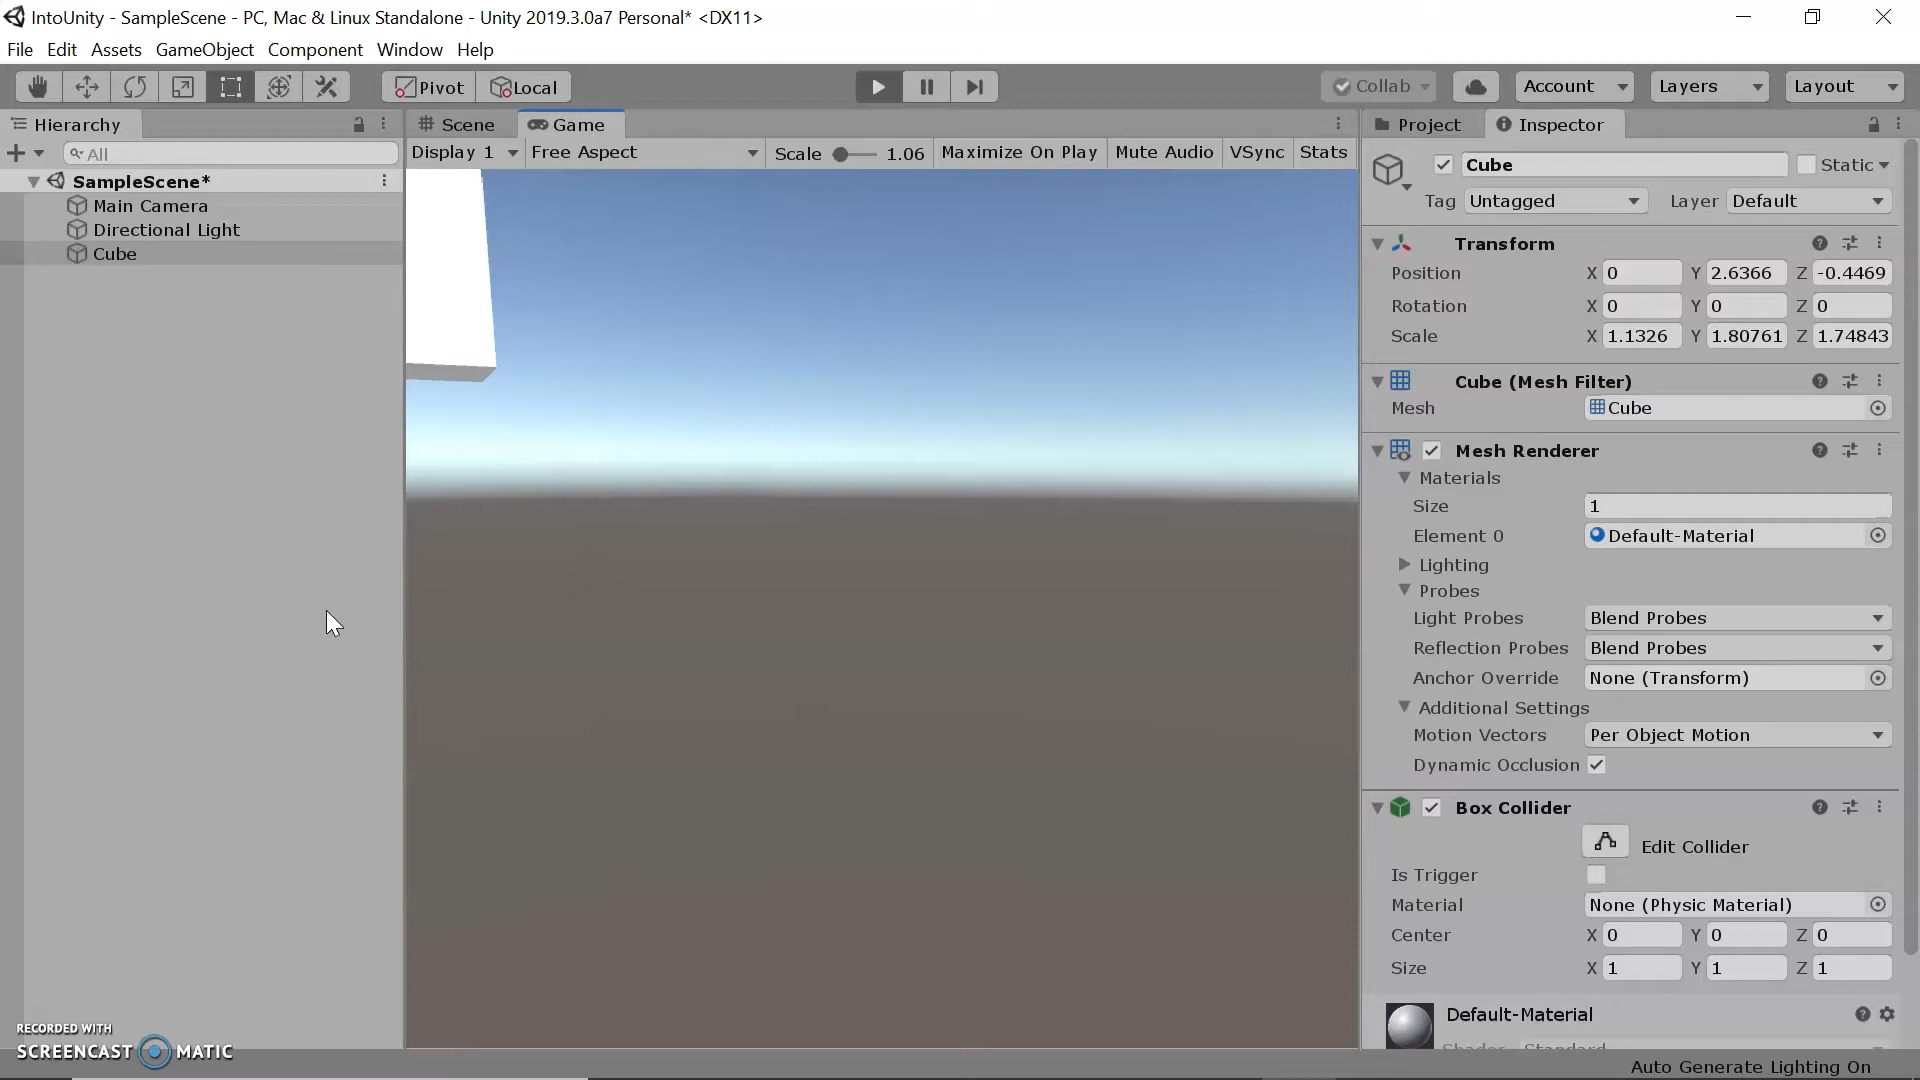 IntoUnity - SampleScene - PC, Mac & Linux Standalone - Unity 2019.3.0a7 Personal* <DX11>
File Edit Assets GameObject Component Window Help
Pivot Local Collab Account Layers Layout
Hierarchy
All
SampleScene*
Main Camera
Directional Light
Cube
Scene Game
Display 1 Free Aspect Scale 1.06 Maximize On Play Mute Audio VSync Stats
Project Inspector
Cube Static
Tag Untagged Layer Default
Transform
Position X 0 Y 2.6366 Z -0.4469
Rotation X 0 Y 0 Z 0
Scale X 1.1326 Y 1.80761 Z 1.74843
Cube (Mesh Filter)
Mesh Cube
Mesh Renderer
Materials
Size 1
Element 0 Default-Material
Lighting
Probes
Light Probes Blend Probes
Reflection Probes Blend Probes
Anchor Override None (Transform)
Additional Settings
Motion Vectors Per Object Motion
Dynamic Occlusion
Box Collider
Edit Collider
Is Trigger
Material None (Physic Material)
Center X 0 Y 0 Z 0
Size X 1 Y 1 Z 1
Default-Material
Shader Standard
Auto Generate Lighting On
RECORDED WITH
SCREENCAST MATIC